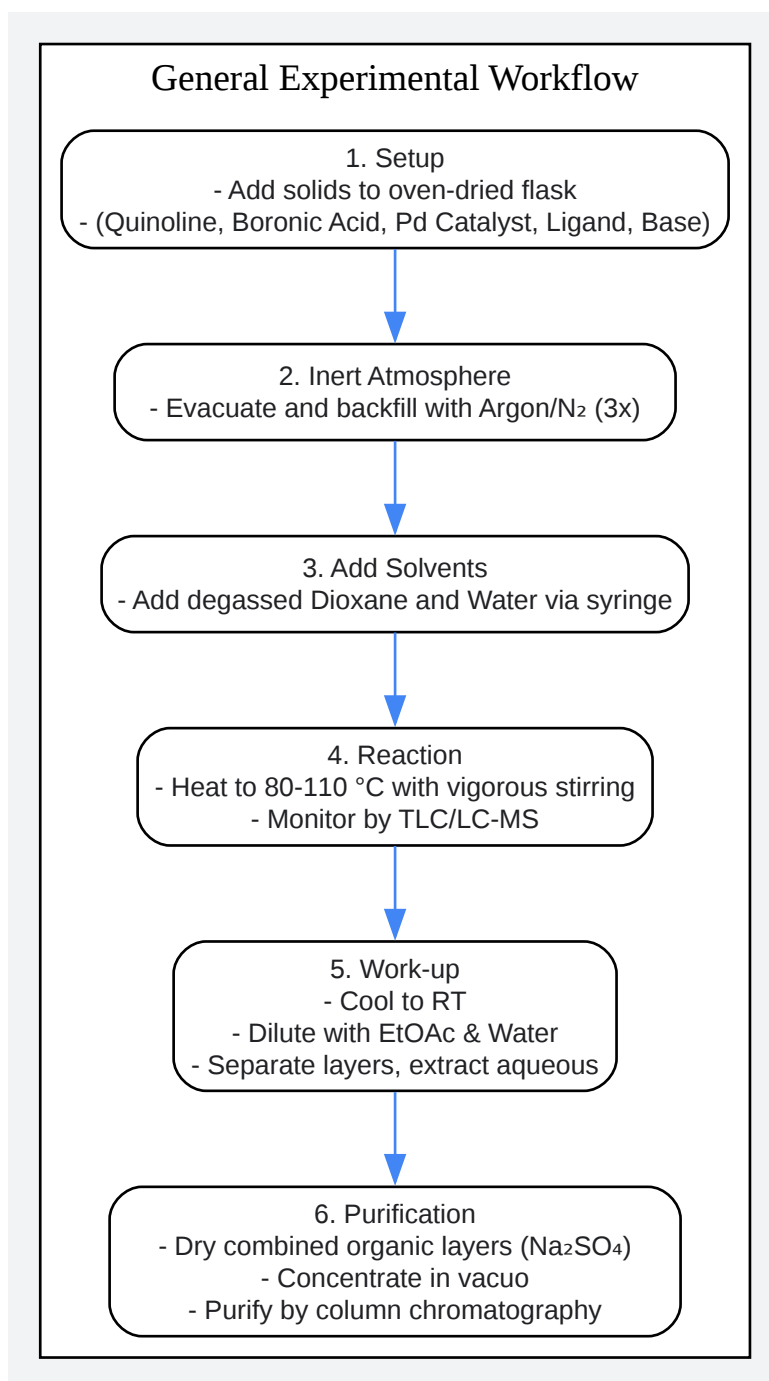 General Experimental Workflow
1. Setup
- Add solids to oven-dried flask
- (Quinoline, Boronic Acid, Pd Catalyst, Ligand, Base)
2. Inert Atmosphere
- Evacuate and backfill with Argon/N₂ (3x)
3. Add Solvents
- Add degassed Dioxane and Water via syringe
4. Reaction
- Heat to 80-110 °C with vigorous stirring
- Monitor by TLC/LC-MS
5. Work-up
- Cool to RT
- Dilute with EtOAc & Water
- Separate layers, extract aqueous
6. Purification
- Dry combined organic layers (Na₂SO₄)
- Concentrate in vacuo
- Purify by column chromatography